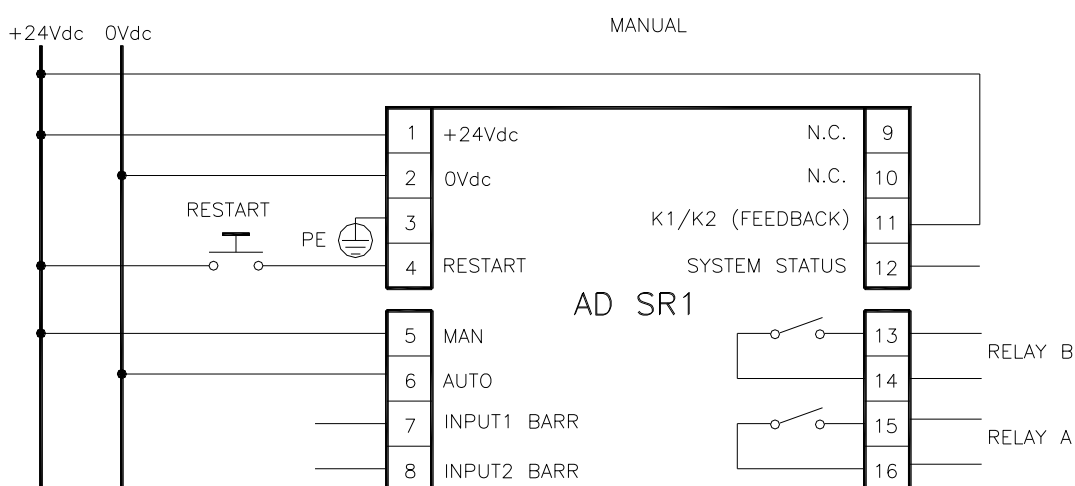 MANUAL
+24Vdc 0Vdc
1 +24Vdc N.C. 9
2 0Vdc N.C. 10
RESTART
PE 3 K1/K2 (FEEDBACK) 11
4 RESTART SYSTEM STATUS 12
AD SR1
5 MAN 13
RELAY B
6 AUTO 14
7 INPUT1 BARR 15
RELAY A
8 INPUT2 BARR 16